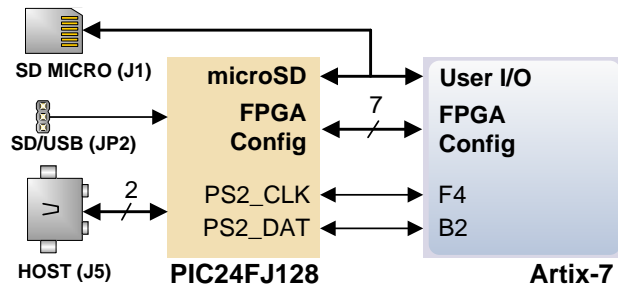 SD MICRO (J1)
SD/USB (JP2)
2
HOST (J5)
microSD
FPGA
Config
PS2_CLK
PS2_DAT
PIC24FJ128
7
User I/O
FPGA
Config
F4
B2
Artix-7